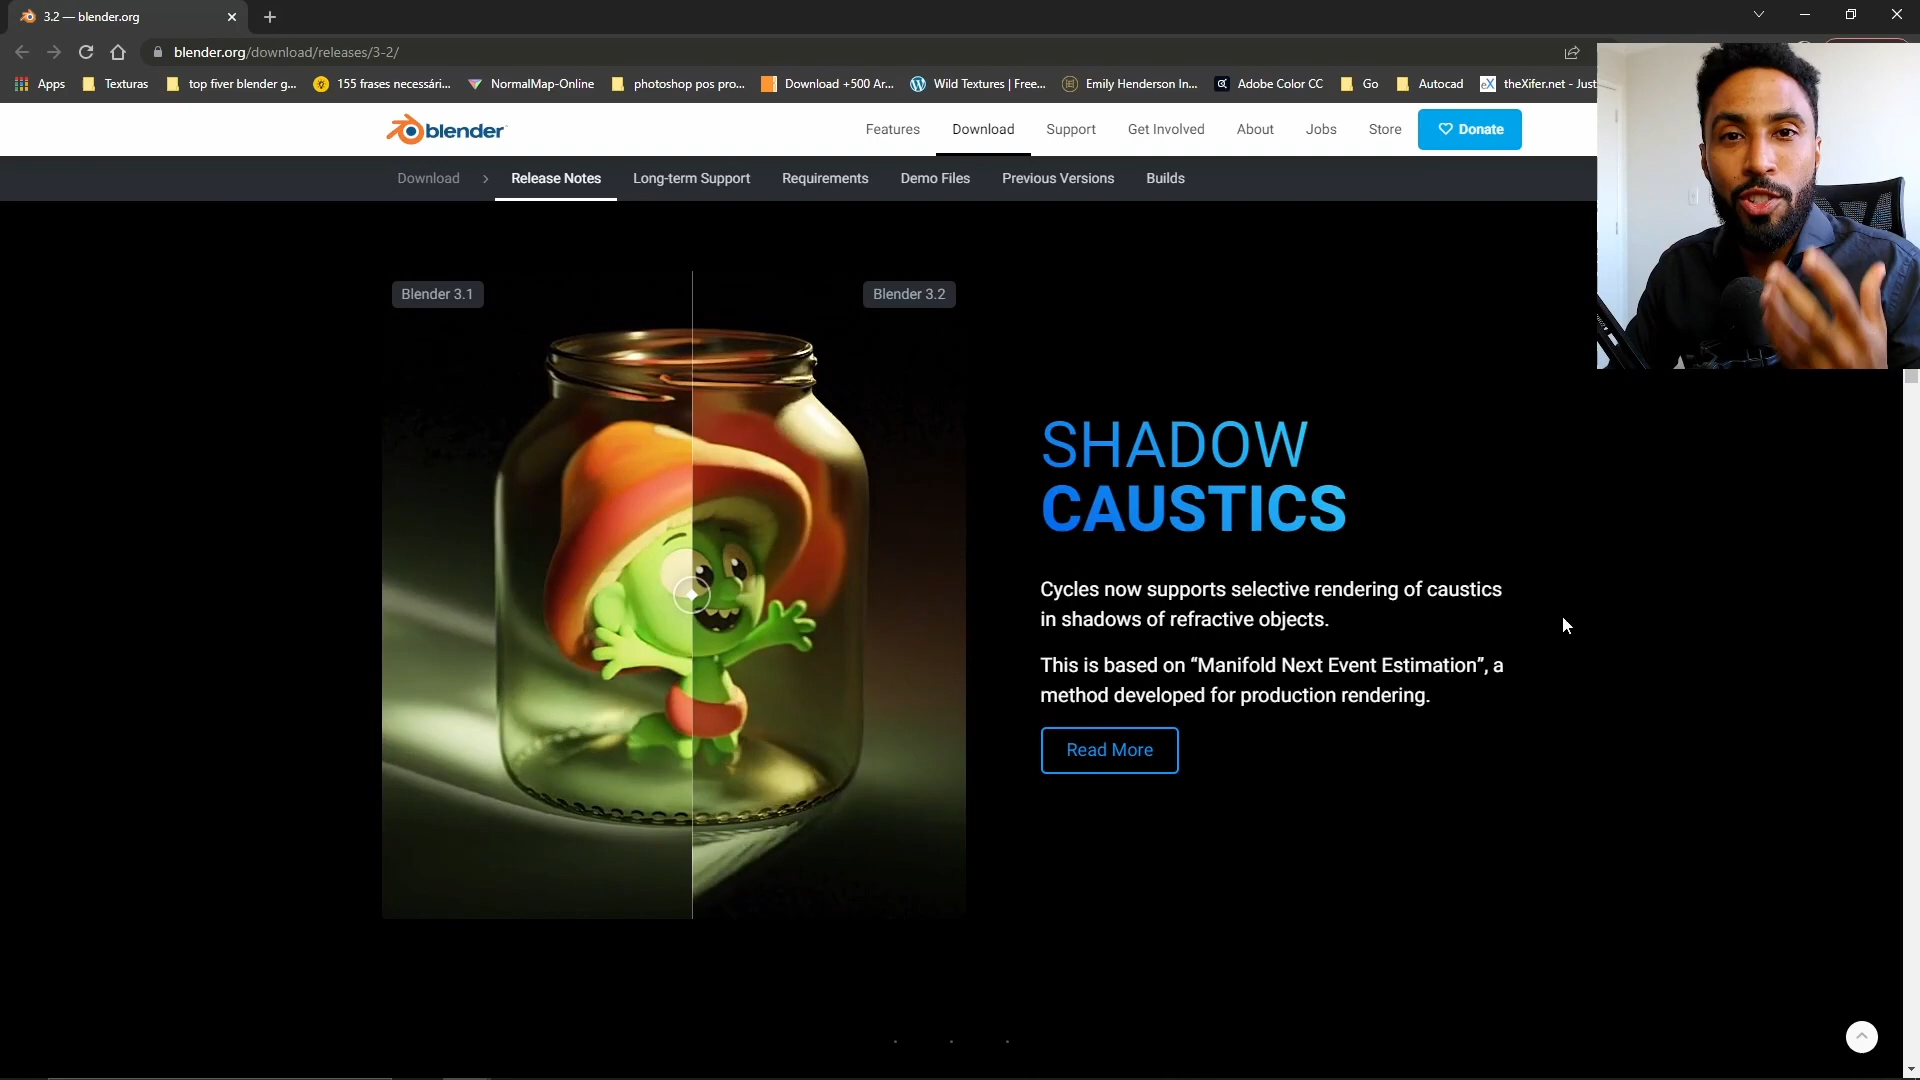 3.2 — blender.org
blender.org/download/releases/3-2/
Apps
Texturas
top fiver blender g...
155 frases necessári...
NormalMap-Online
photoshop pos pro...
Download +500 Ar...
Wild Textures | Free...
Emily Henderson In...
Adobe Color CC
Go
Autocad
eX theXifer.net - Just
blender
Features
Download
Support
Get Involved
About
Jobs
Store
Donate
Download
Release Notes
Long-term Support
Requirements
Demo Files
Previous Versions
Builds
Blender 3.1
Blender 3.2
SHADOW
CAUSTICS
Cycles now supports selective rendering of caustics
in shadows of refractive objects.
This is based on “Manifold Next Event Estimation”, a
method developed for production rendering.
Read More